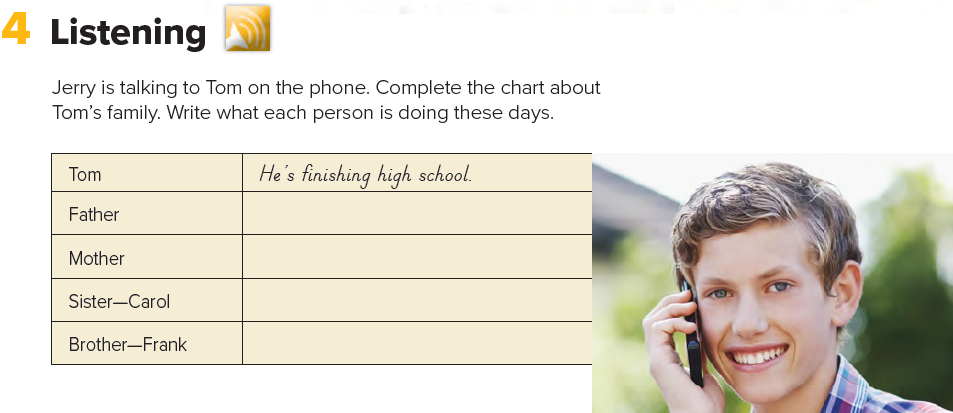 4 Listening
Jerry is talking to Tom on the phone. Complete the chart about
Tom’s family. Write what each person is doing these days.
Tom He’s finishing high school.
Father
Mother
Sister—Carol
Brother—Frank